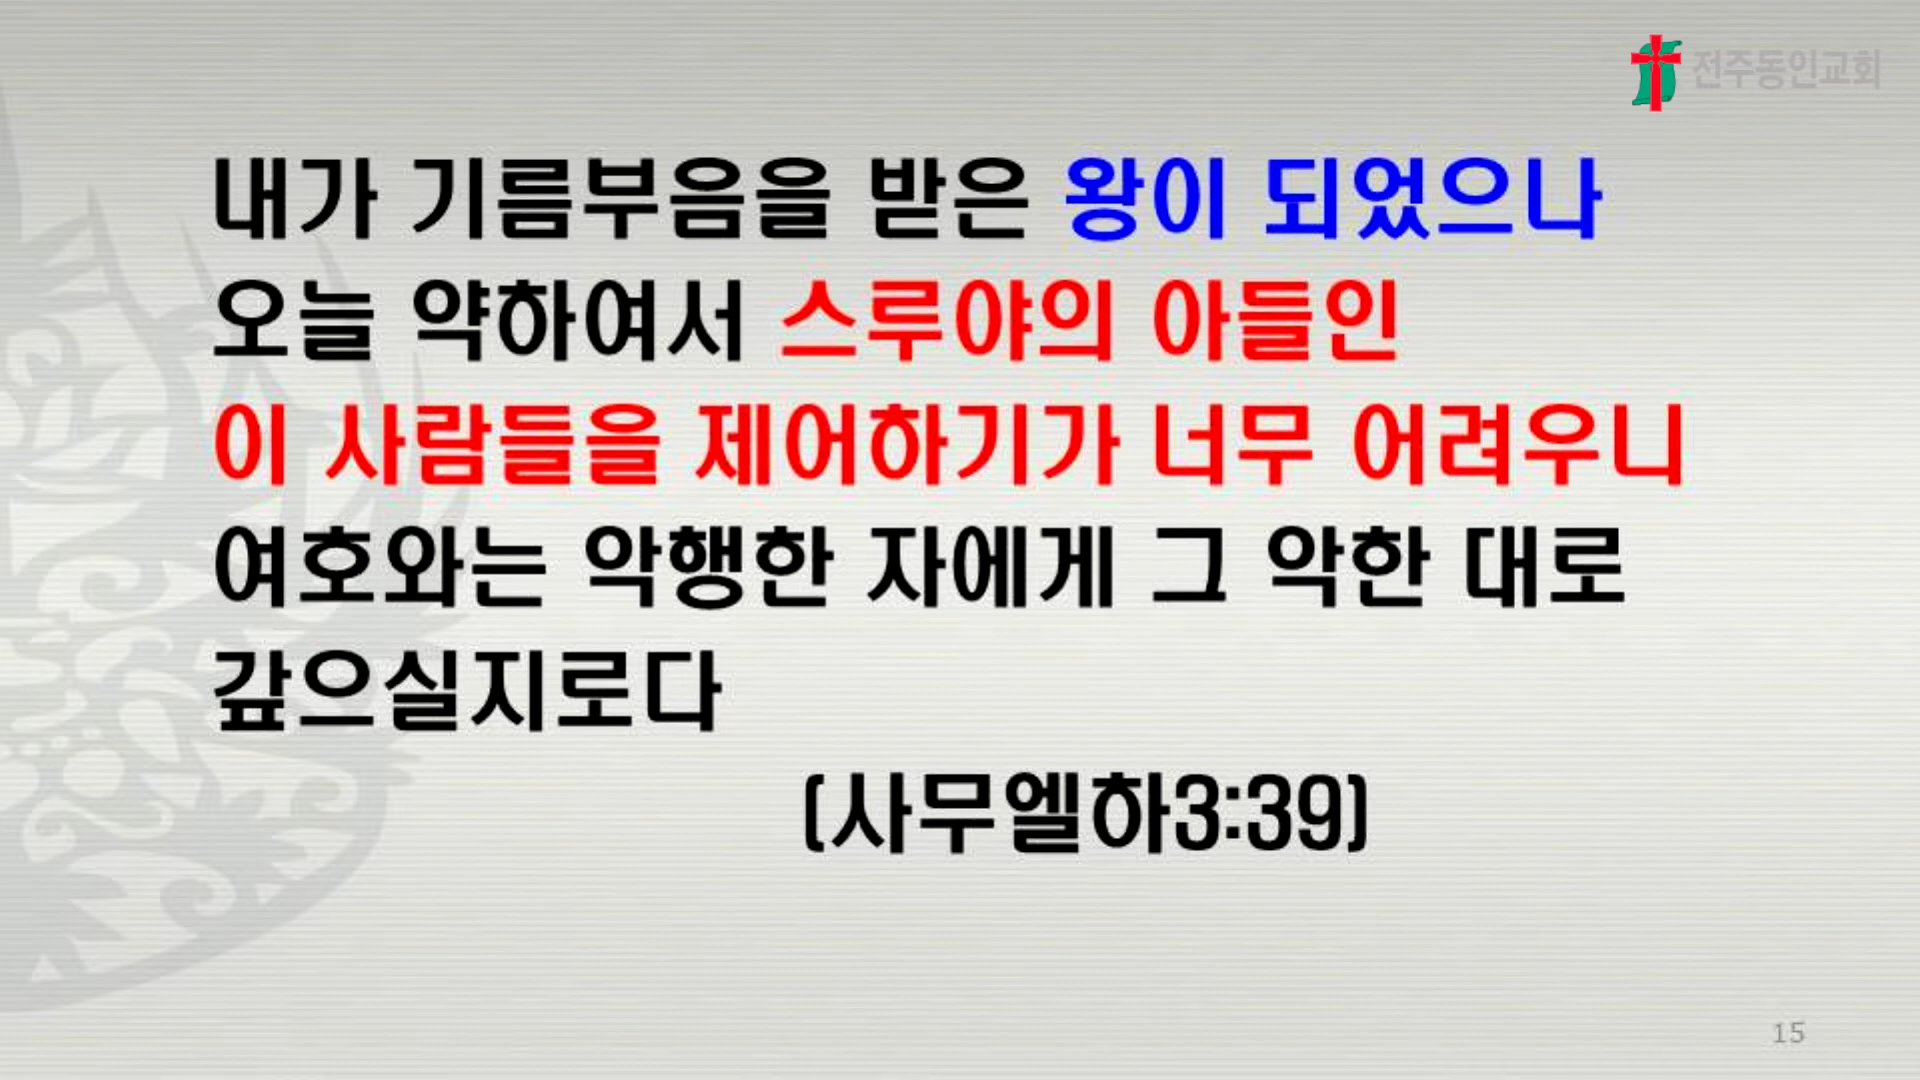 전주동인교회
내가 기름부음을 받은 왕이 되었으나
오늘 약하여서 스루야의 아들인
이 사람들을 제어하기가 너무 어려우니
여호와는 악행한 자에게 그 악한 대로
갚으실지로다
(사무엘하3:39)
15